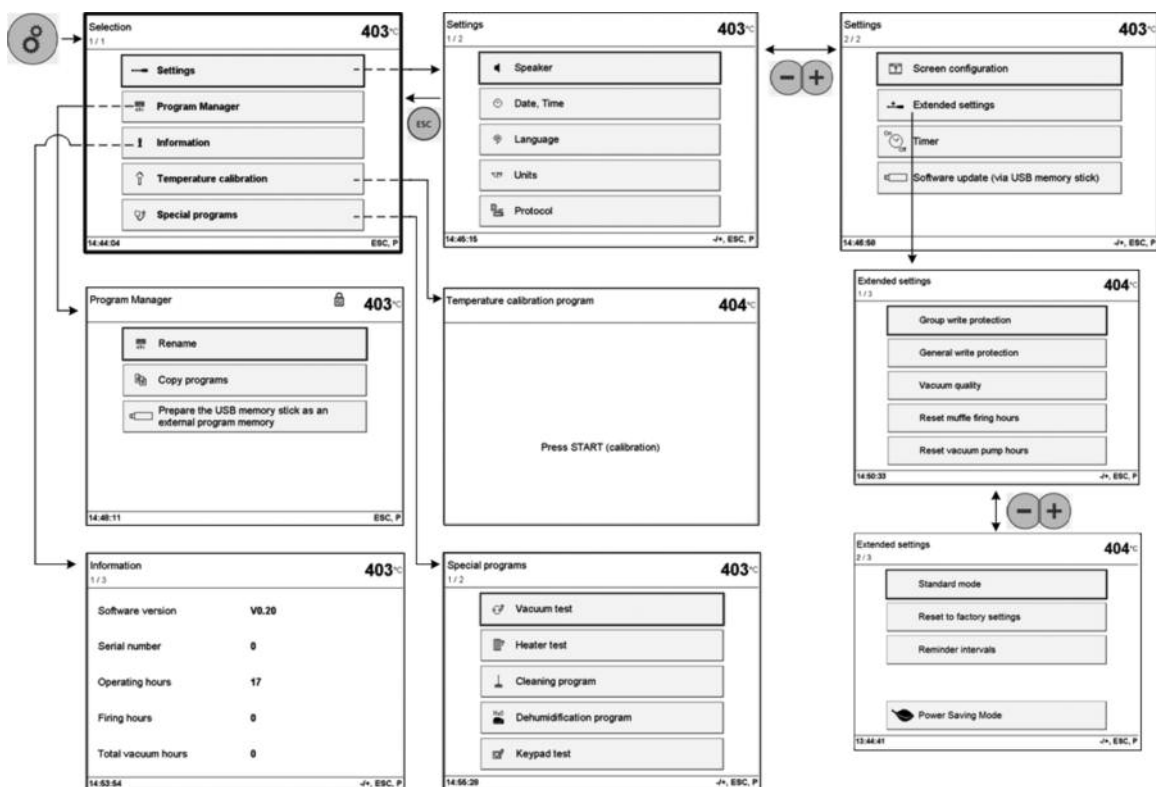 Selection
1 / 1
403°C
Settings
Program Manager
Information
Temperature calibration
Special programs
14:44:04
ESC, P
ESC
Settings
1 / 2
403°C
Speaker
Date, Time
Language
Units
Protocol
14:45:15
-/+, ESC, P
Settings
2 / 2
403°C
Screen configuration
Extended settings
On
Off
Timer
Software update (via USB memory stick)
14:46:50
-/+, ESC, P
Program Manager
403°C
Rename
Copy programs
Prepare the USB memory stick as an
external program memory
14:48:11
ESC, P
Temperature calibration program
404°C
Press START (calibration)
Extended settings
1 / 3
404°C
Group write protection
General write protection
Vacuum quality
Reset muffle firing hours
Reset vacuum pump hours
14:50:33
-/+, ESC, P
Information
1 / 3
403°C
Software version V0.20
Serial number 0
Operating hours 17
Firing hours 0
Total vacuum hours 0
14:53:54
-/+, ESC, P
Special programs
1 / 2
403°C
Vacuum test
Heater test
Cleaning program
Dehumidification program
Keypad test
14:55:28
-/+, ESC, P
Extended settings
2 / 3
404°C
Standard mode
Reset to factory settings
Reminder intervals
Power Saving Mode
13:44:41
-/+, ESC, P